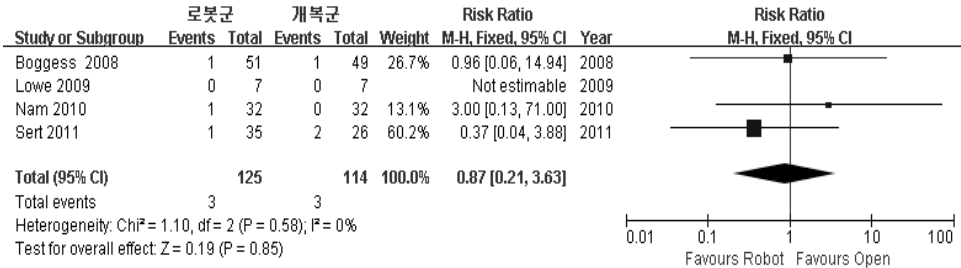 로봇군 개복군 Risk Ratio Risk Ratio
Study or Subgroup Events Total Events Total Weight M-H, Fixed, 95% CI Year M-H, Fixed, 95% CI
Boggess 2008 1 51 1 49 26.7% 0.96 [0.06, 14.94] 2008
Lowe 2009 0 7 0 7 Not estimable 2009
Nam 2010 1 32 0 32 13.1% 3.00 [0.13, 71.00] 2010
Sert 2011 1 35 2 26 60.2% 0.37 [0.04, 3.88] 2011
Total (95% CI) 125 114 100.0% 0.87 [0.21, 3.63]
Total events 3 3
Heterogeneity: Chi² = 1.10, df = 2 (P = 0.58); I² = 0%
Test for overall effect: Z = 0.19 (P = 0.85)
0.01 0.1 1 10 100
Favours Robot Favours Open